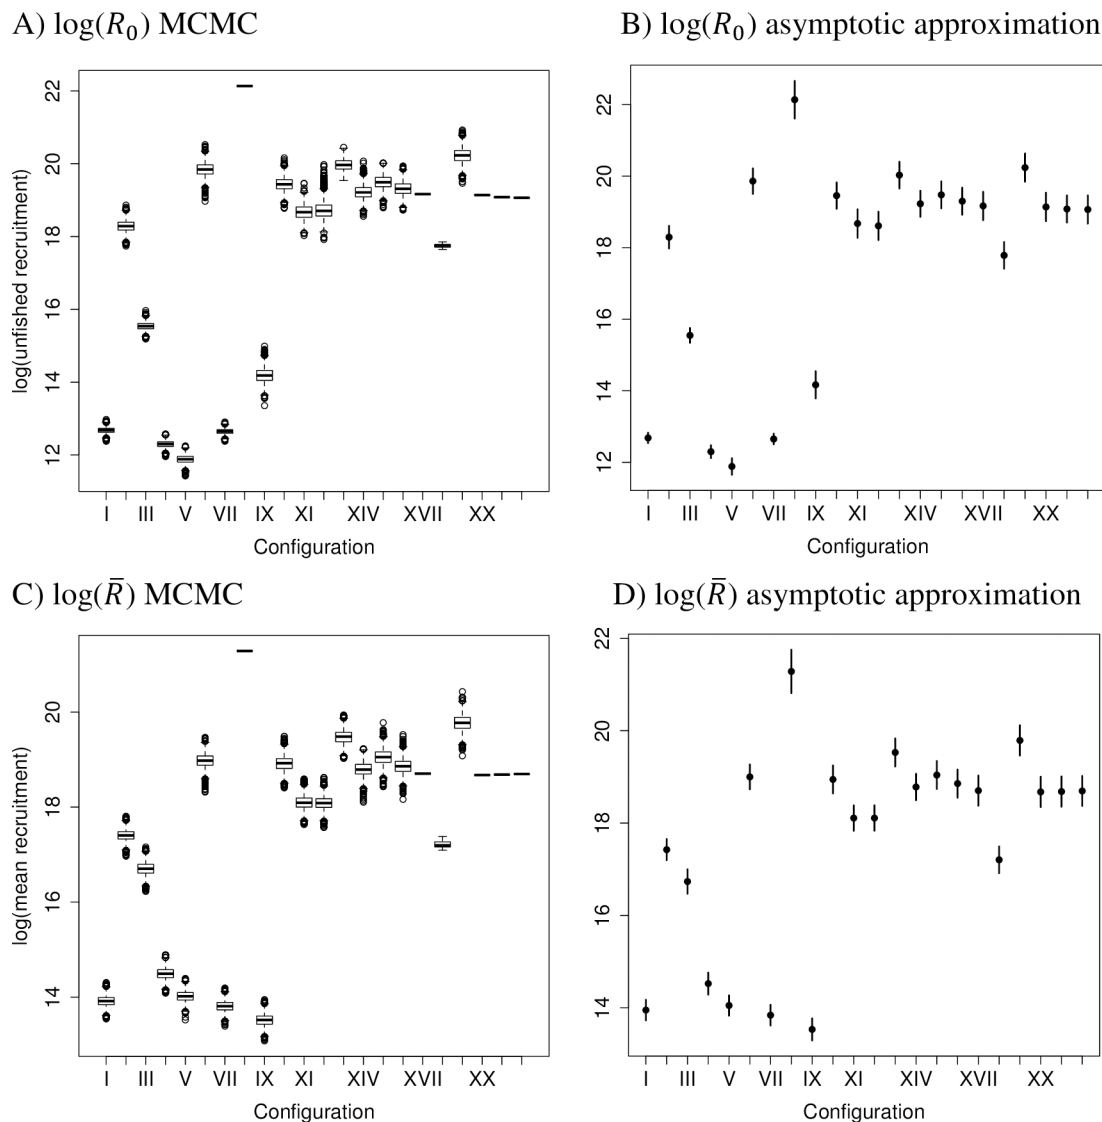 A) log(R₀) MCMC
B) log(R₀) asymptotic approximation
log(unfished recruitment)
22
20
18
16
14
12
I III V VII IX XI XIV XVII XX
Configuration
22
20
18
16
14
12
I III V VII IX XI XIV XVII XX
Configuration
C) log(R̄) MCMC
D) log(R̄) asymptotic approximation
log(mean recruitment)
20
18
16
14
I III V VII IX XI XIV XVII XX
Configuration
22
20
18
16
14
I III V VII IX XI XIV XVII XX
Configuration